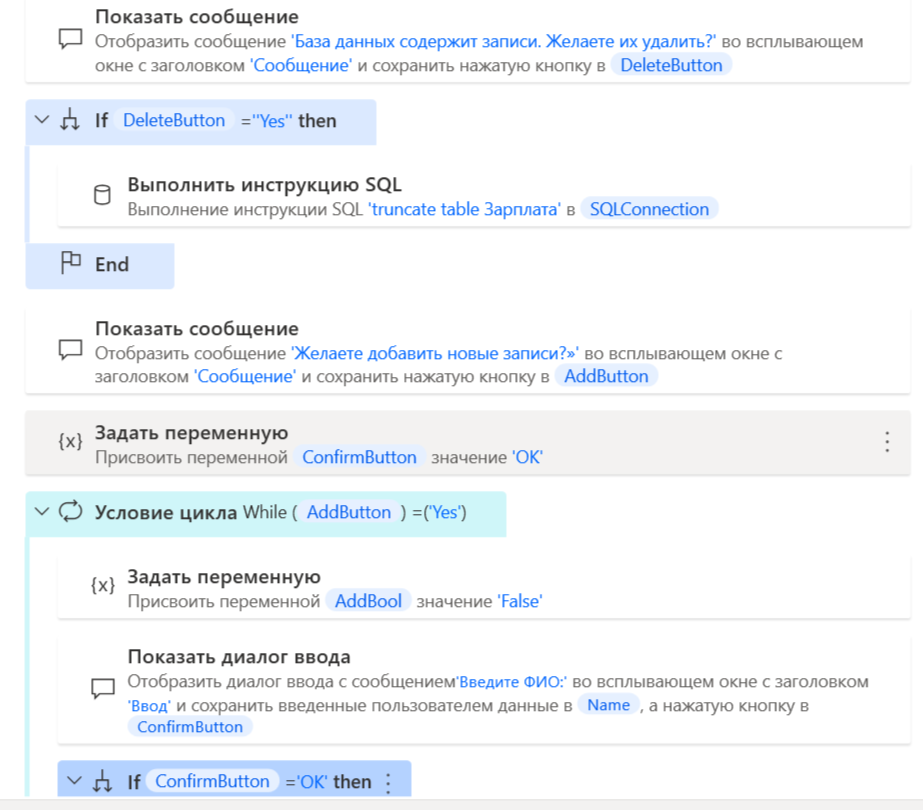 Показать сообщение
Отобразить сообщение 'База данных содержит записи. Желаете их удалить?' во всплывающем
окне с заголовком 'Сообщение' и сохранить нажатую кнопку в DeleteButton
If DeleteButton =''Yes'' then
Выполнить инструкцию SQL
Выполнение инструкции SQL 'truncate table Зарплата' в SQLConnection
End
Показать сообщение
Отобразить сообщение 'Желаете добавить новые записи?»' во всплывающем окне с
заголовком 'Сообщение' и сохранить нажатую кнопку в AddButton
{x} Задать переменную
Присвоить переменной ConfirmButton значение 'OK'
Условие цикла While ( AddButton ) =('Yes')
{x} Задать переменную
Присвоить переменной AddBool значение 'False'
Показать диалог ввода
Отобразить диалог ввода с сообщением'Введите ФИО:' во всплывающем окне с заголовком
'Ввод' и сохранить введенные пользователем данные в Name , а нажатую кнопку в
ConfirmButton
If ConfirmButton ='OK' then